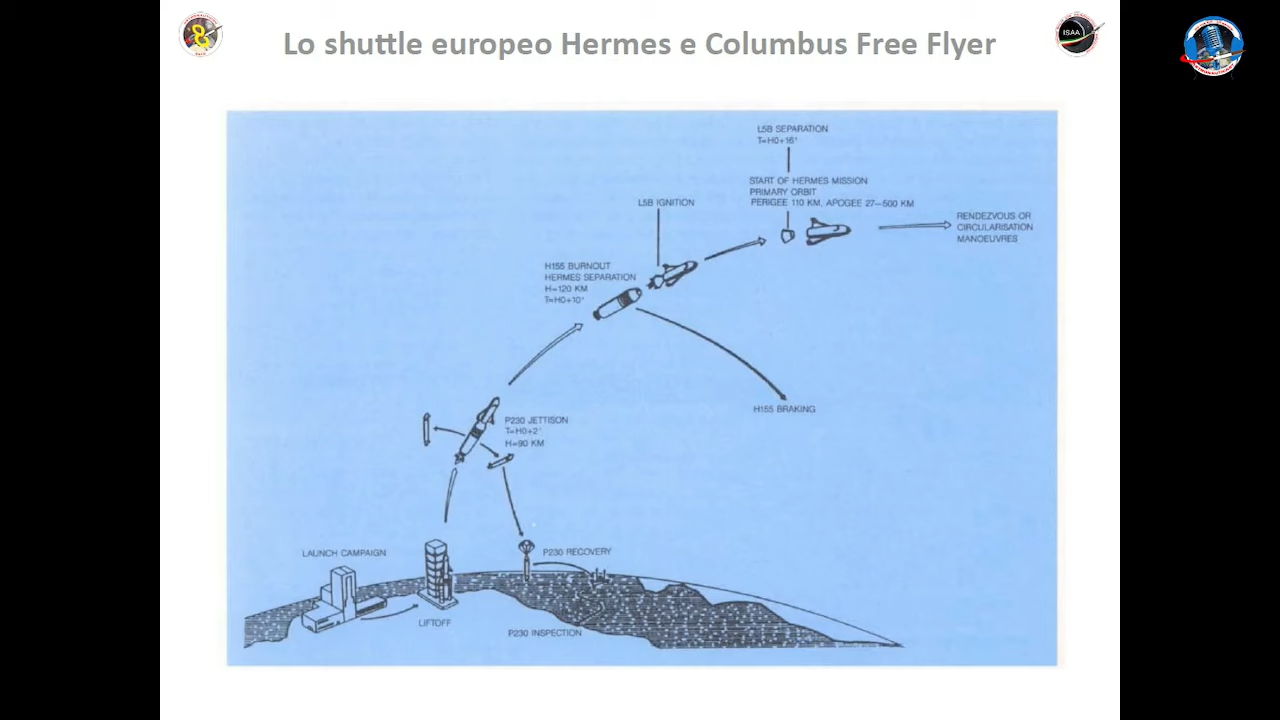 Lo shuttle europeo Hermes e Columbus Free Flyer
ISAA
L5B SEPARATION
T=H0+16'
START OF HERMES MISSION
PRIMARY ORBIT
PERIGEE 110 KM, APOGEE 27–500 KM
RENDEZVOUS OR
CIRCULARISATION
MANOEUVRES
L5B IGNITION
H155 BURNOUT
HERMES SEPARATION
H=120 KM
T=H0+10'
H155 BRAKING
P230 JETTISON
T=H0+2'
H=90 KM
LAUNCH CAMPAIGN
P230 RECOVERY
LIFTOFF
P230 INSPECTION